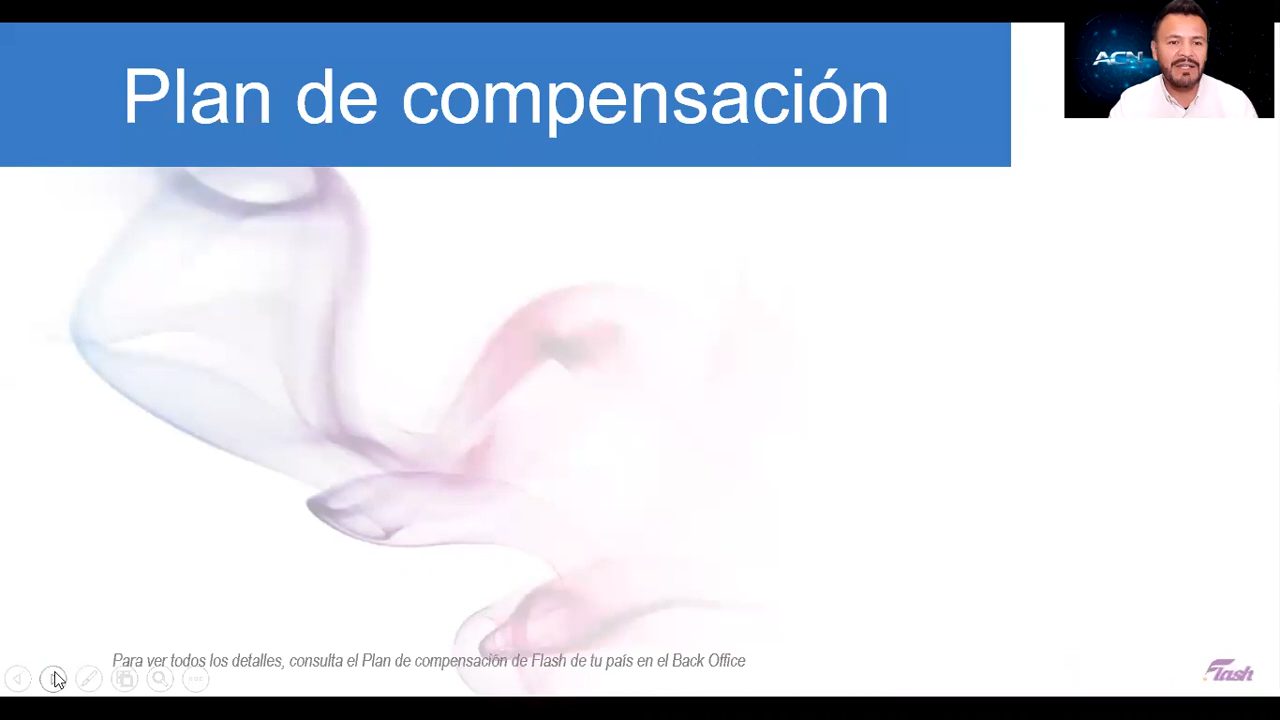 Plan de compensación
ACN
Para ver todos los detalles, consulta el Plan de compensación de Flash de tu país en el Back Office
Flash